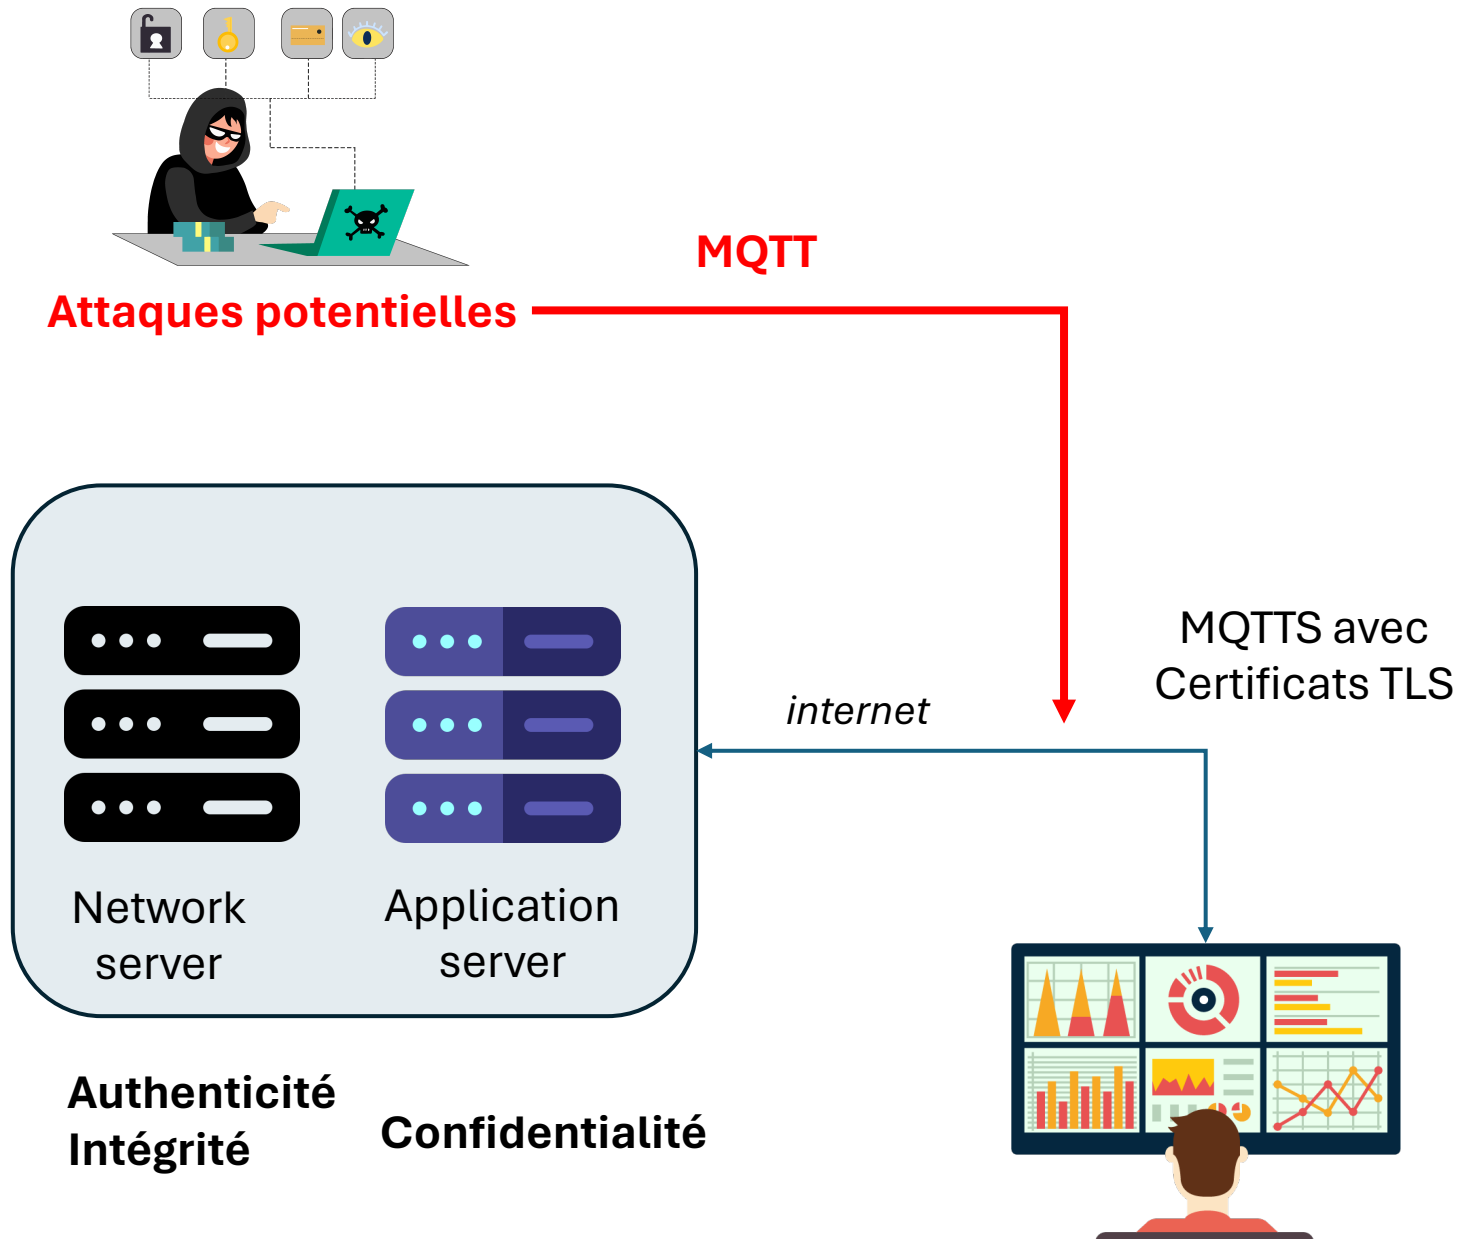 MQTT
Attaques potentielles
MQTTS avec
Certificats TLS
internet
Network
server
Application
server
Authenticité
Intégrité
Confidentialité